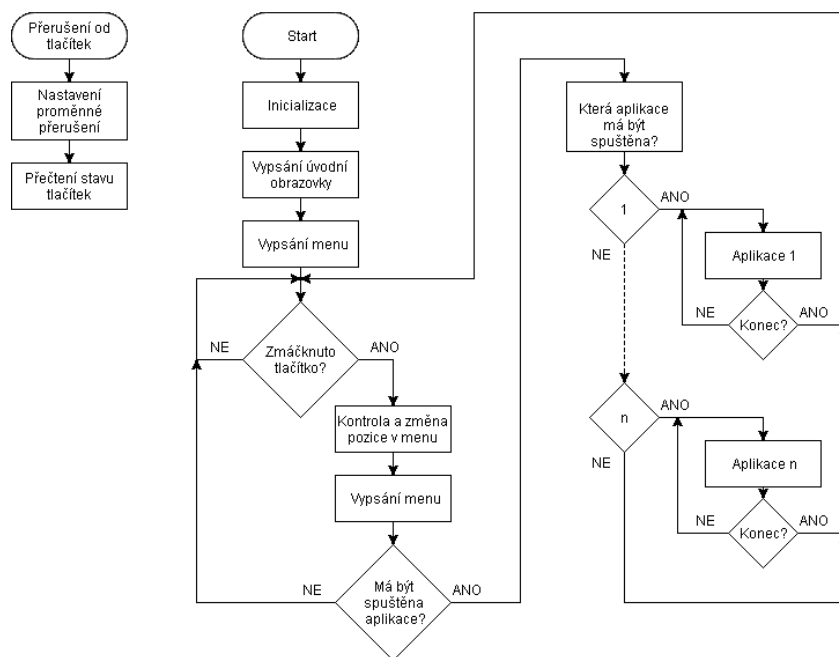 Přerušení od
tlačítek
Nastavení
proměnné
přerušení
Přečtení stavu
tlačítek
Start
Inicializace
Vypsání úvodní
obrazovky
Vypsání menu
Zmáčknuto
tlačítko?
NE
ANO
Kontrola a změna
pozice v menu
Vypsání menu
Má být
spuštěna
aplikace?
NE
ANO
Která aplikace
má být
spuštěna?
1
ANO
NE
Aplikace 1
Konec?
NE
ANO
n
ANO
NE
Aplikace n
Konec?
NE
ANO